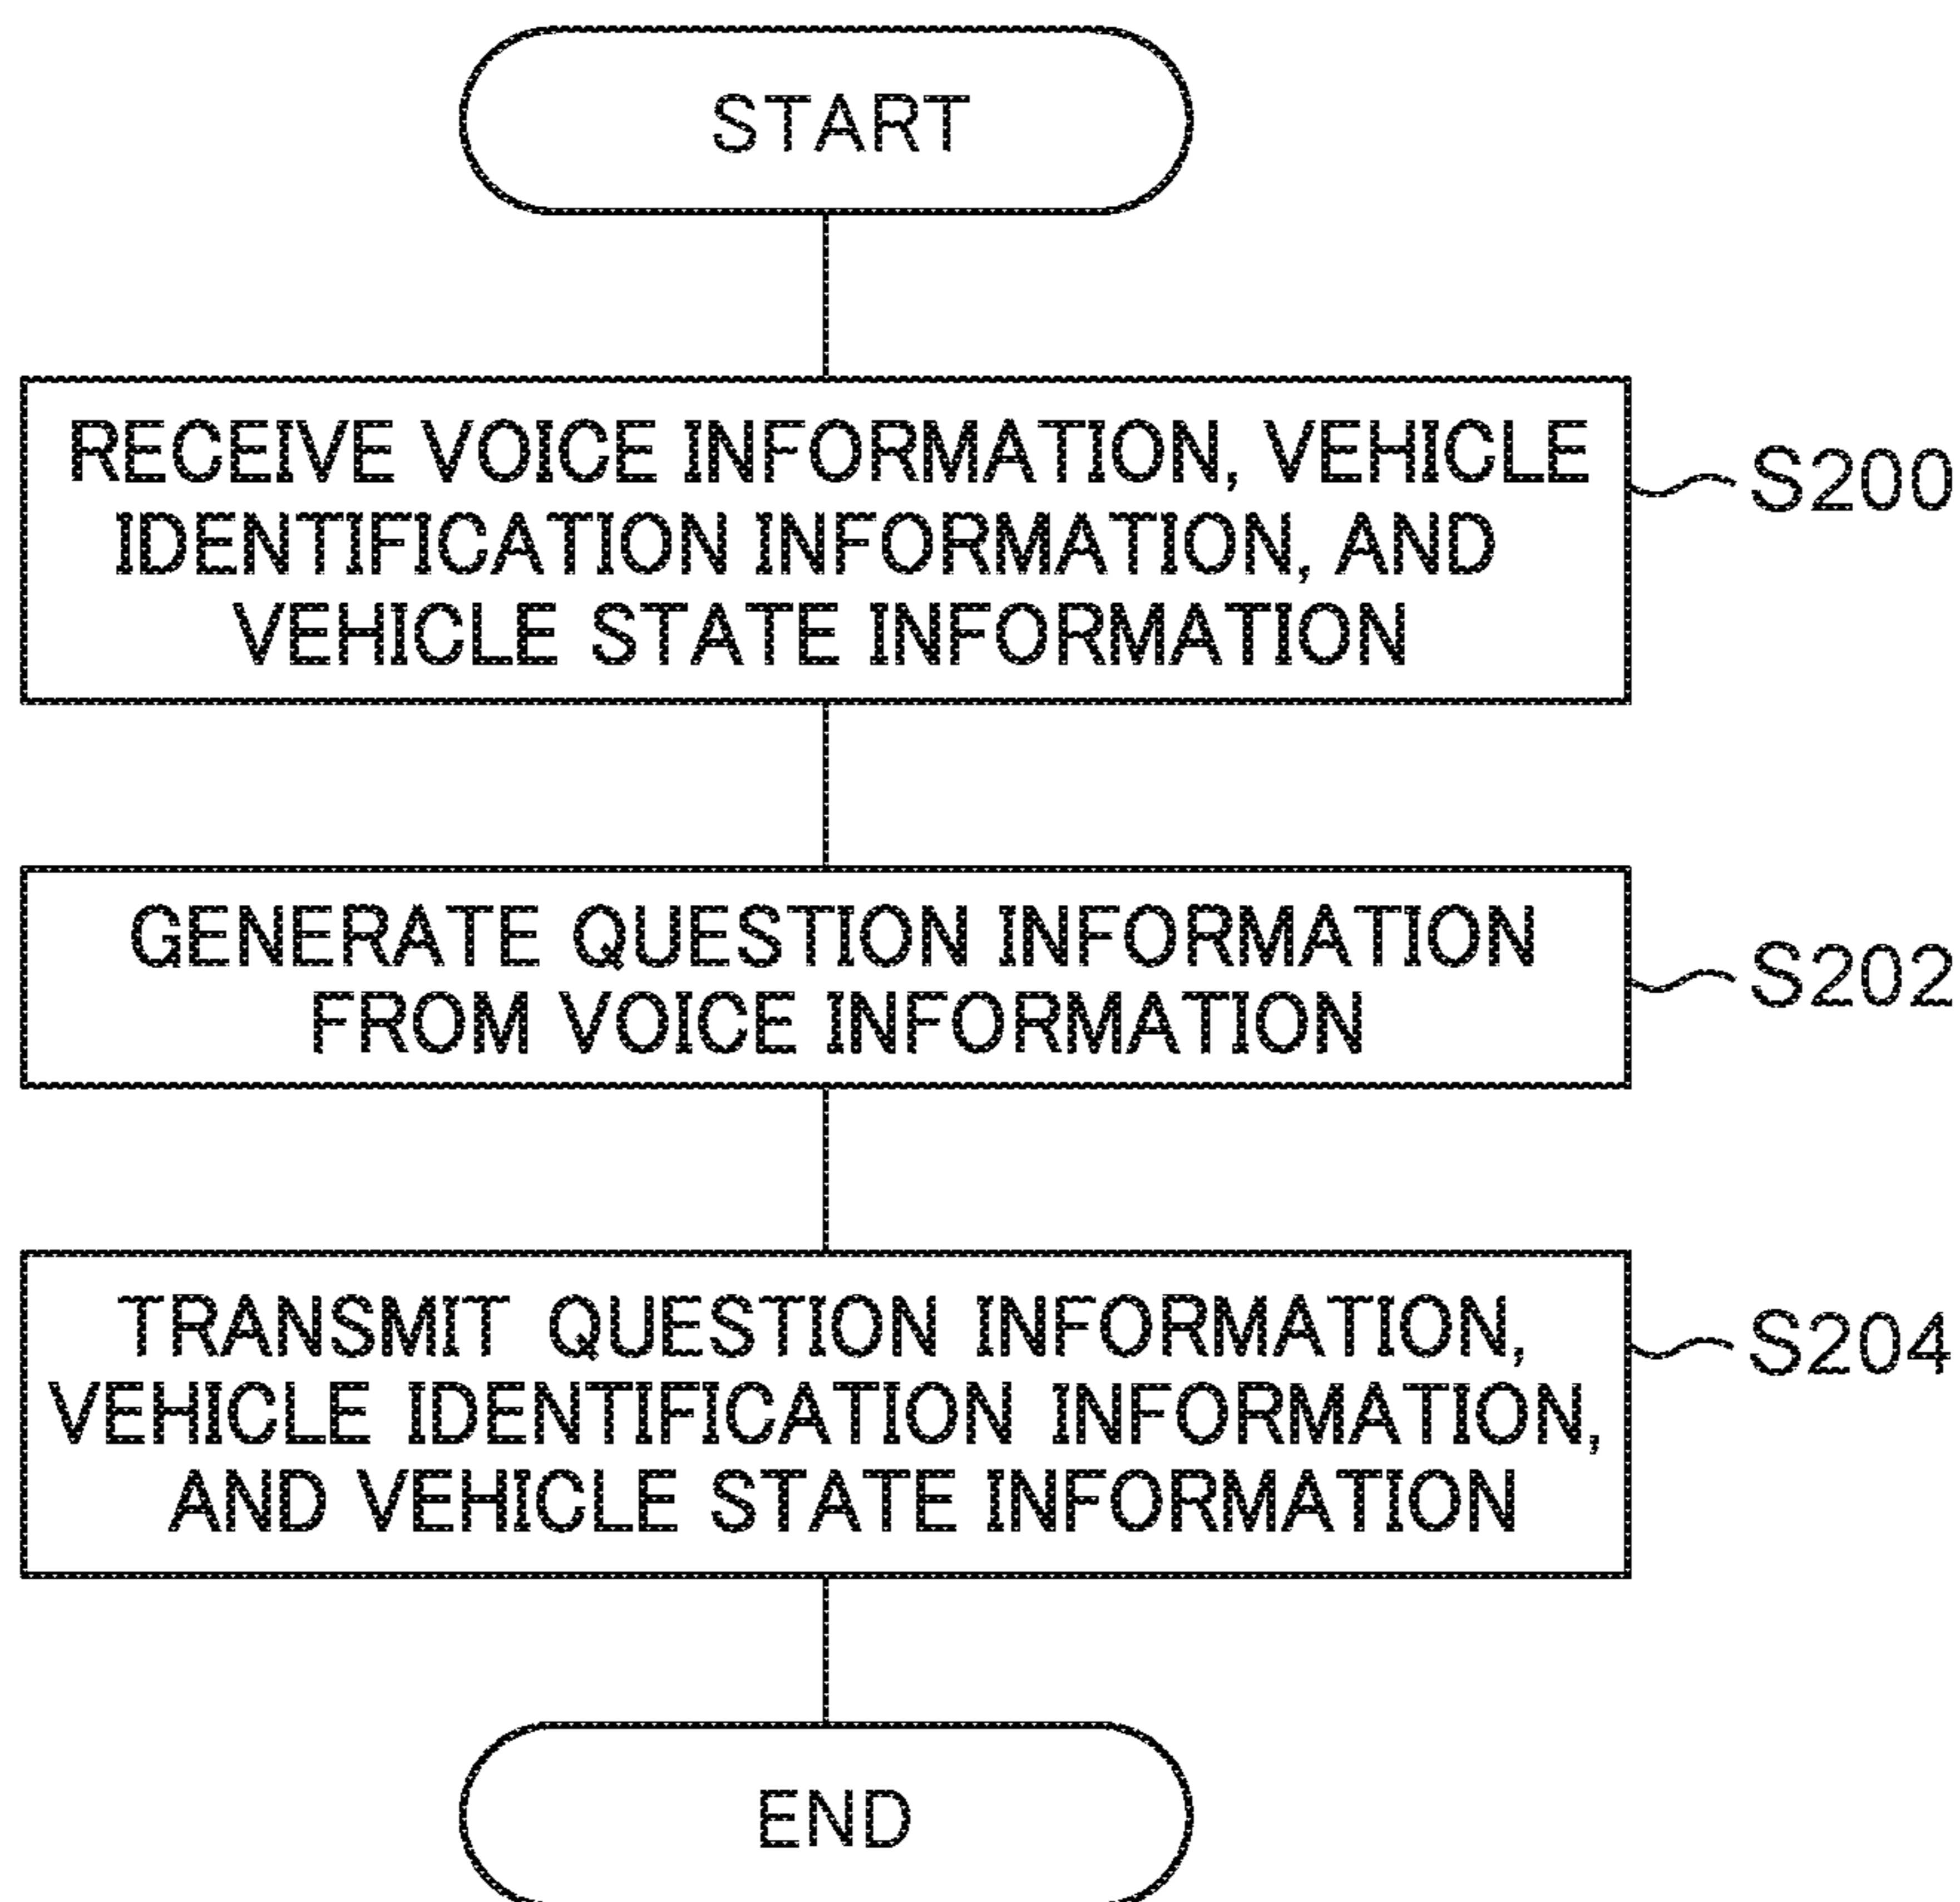 START
RECEIVE VOICE INFORMATION, VEHICLE
IDENTIFICATION INFORMATION, AND
VEHICLE STATE INFORMATION
S200
GENERATE QUESTION INFORMATION
FROM VOICE INFORMATION
S202
TRANSMIT QUESTION INFORMATION,
VEHICLE IDENTIFICATION INFORMATION,
AND VEHICLE STATE INFORMATION
S204
END